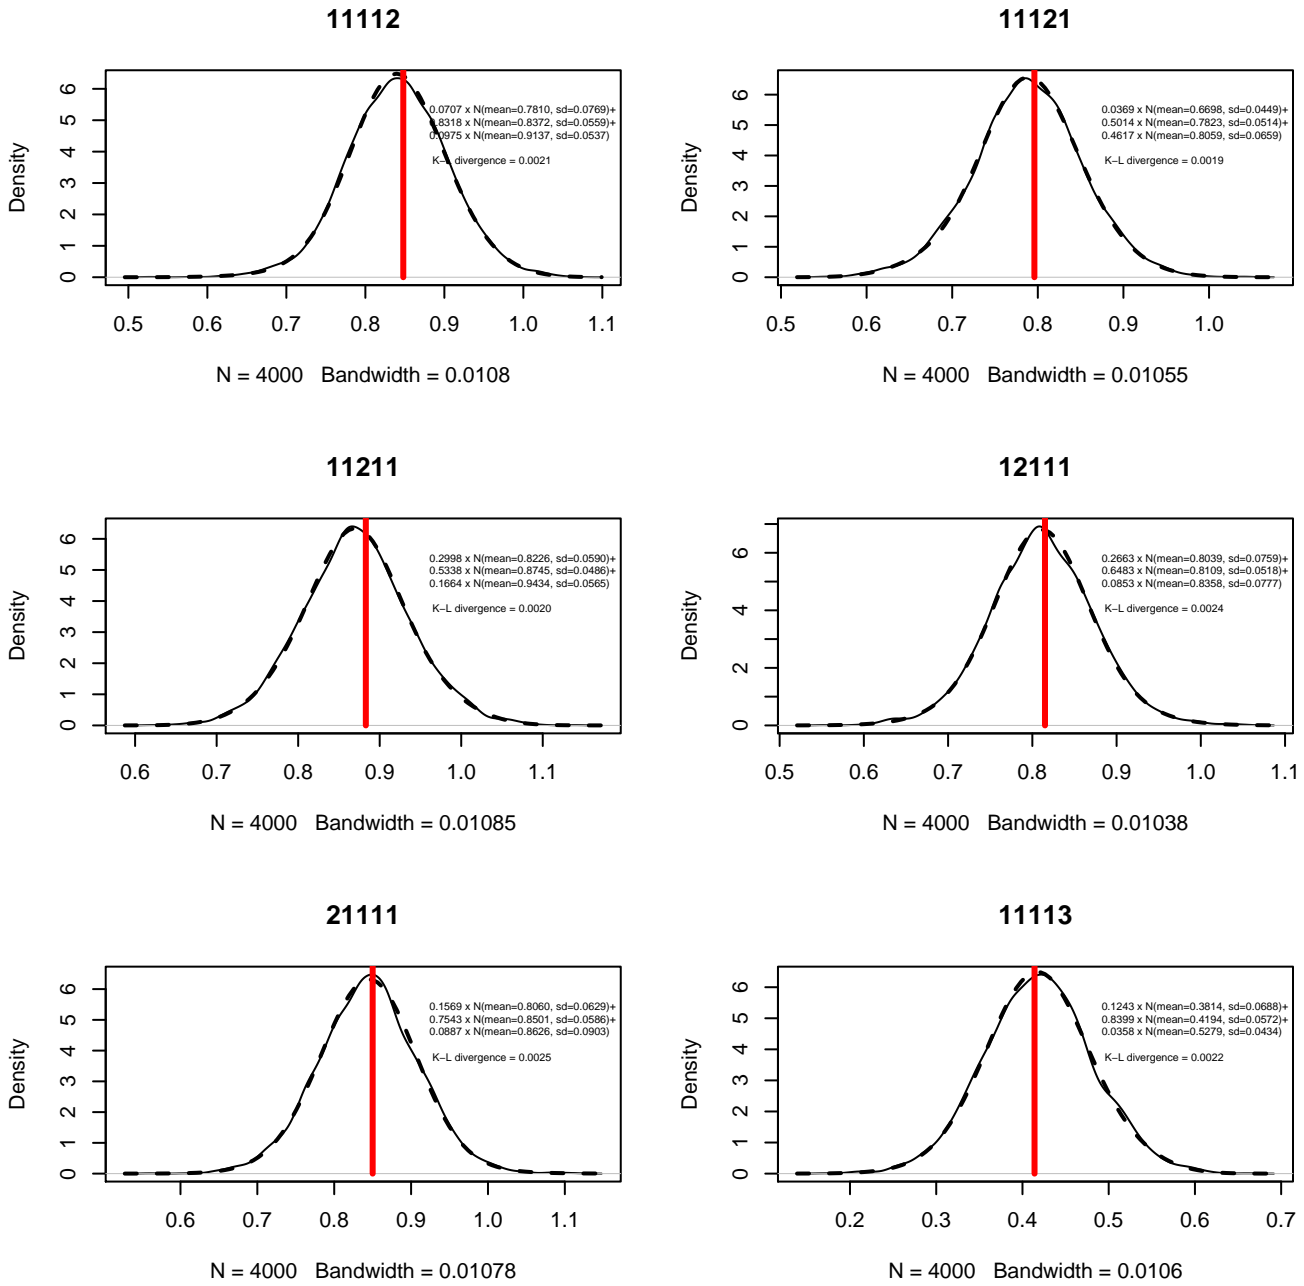 11112
Density
0 1 2 3 4 5 6
0.0707 x N(mean=0.7810, sd=0.0769)+
0.8318 x N(mean=0.8372, sd=0.0559)+
0.0975 x N(mean=0.9137, sd=0.0537)
K−L divergence = 0.0021
0.5 0.6 0.7 0.8 0.9 1.0 1.1
N = 4000 Bandwidth = 0.0108
11121
Density
0 1 2 3 4 5 6
0.0369 x N(mean=0.6698, sd=0.0449)+
0.5014 x N(mean=0.7823, sd=0.0514)+
0.4617 x N(mean=0.8059, sd=0.0659)
K−L divergence = 0.0019
0.5 0.6 0.7 0.8 0.9 1.0
N = 4000 Bandwidth = 0.01055
11211
Density
0 1 2 3 4 5 6
0.2998 x N(mean=0.8226, sd=0.0590)+
0.5338 x N(mean=0.8745, sd=0.0486)+
0.1664 x N(mean=0.9434, sd=0.0565)
K−L divergence = 0.0020
0.6 0.7 0.8 0.9 1.0 1.1
N = 4000 Bandwidth = 0.01085
12111
Density
0 2 4 6
0.2663 x N(mean=0.8039, sd=0.0759)+
0.6483 x N(mean=0.8109, sd=0.0518)+
0.0853 x N(mean=0.8358, sd=0.0777)
K−L divergence = 0.0024
0.5 0.6 0.7 0.8 0.9 1.0 1.1
N = 4000 Bandwidth = 0.01038
21111
Density
0 1 2 3 4 5 6
0.1569 x N(mean=0.8060, sd=0.0629)+
0.7543 x N(mean=0.8501, sd=0.0586)+
0.0887 x N(mean=0.8626, sd=0.0903)
K−L divergence = 0.0025
0.6 0.7 0.8 0.9 1.0 1.1
N = 4000 Bandwidth = 0.01078
11113
Density
0 1 2 3 4 5 6
0.1243 x N(mean=0.3814, sd=0.0688)+
0.8399 x N(mean=0.4194, sd=0.0572)+
0.0358 x N(mean=0.5279, sd=0.0434)
K−L divergence = 0.0022
0.2 0.3 0.4 0.5 0.6 0.7
N = 4000 Bandwidth = 0.0106